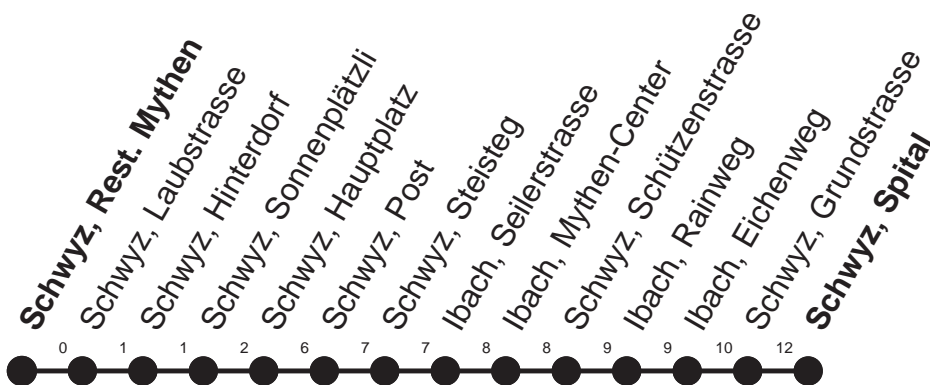 Schwyz, Rest. Mythen
Schwyz, Laubstrasse
Schwyz, Hinterdorf
Schwyz, Sonnenplätzli
Schwyz, Hauptplatz
Schwyz, Post
Schwyz, Steisteg
Ibach, Seilerstrasse
Ibach, Mythen-Center
Schwyz, Schützenstrasse
Ibach, Rainweg
Ibach, Eichenweg
Schwyz, Grundstrasse
Schwyz, Spital
0 1 1 2 6 7 7 8 8 9 9 10 12